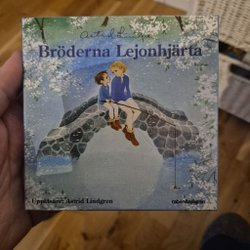 Astrid Lindgren
Bröderna Lejonhjärta
Uppläsare: Astrid Lindgren